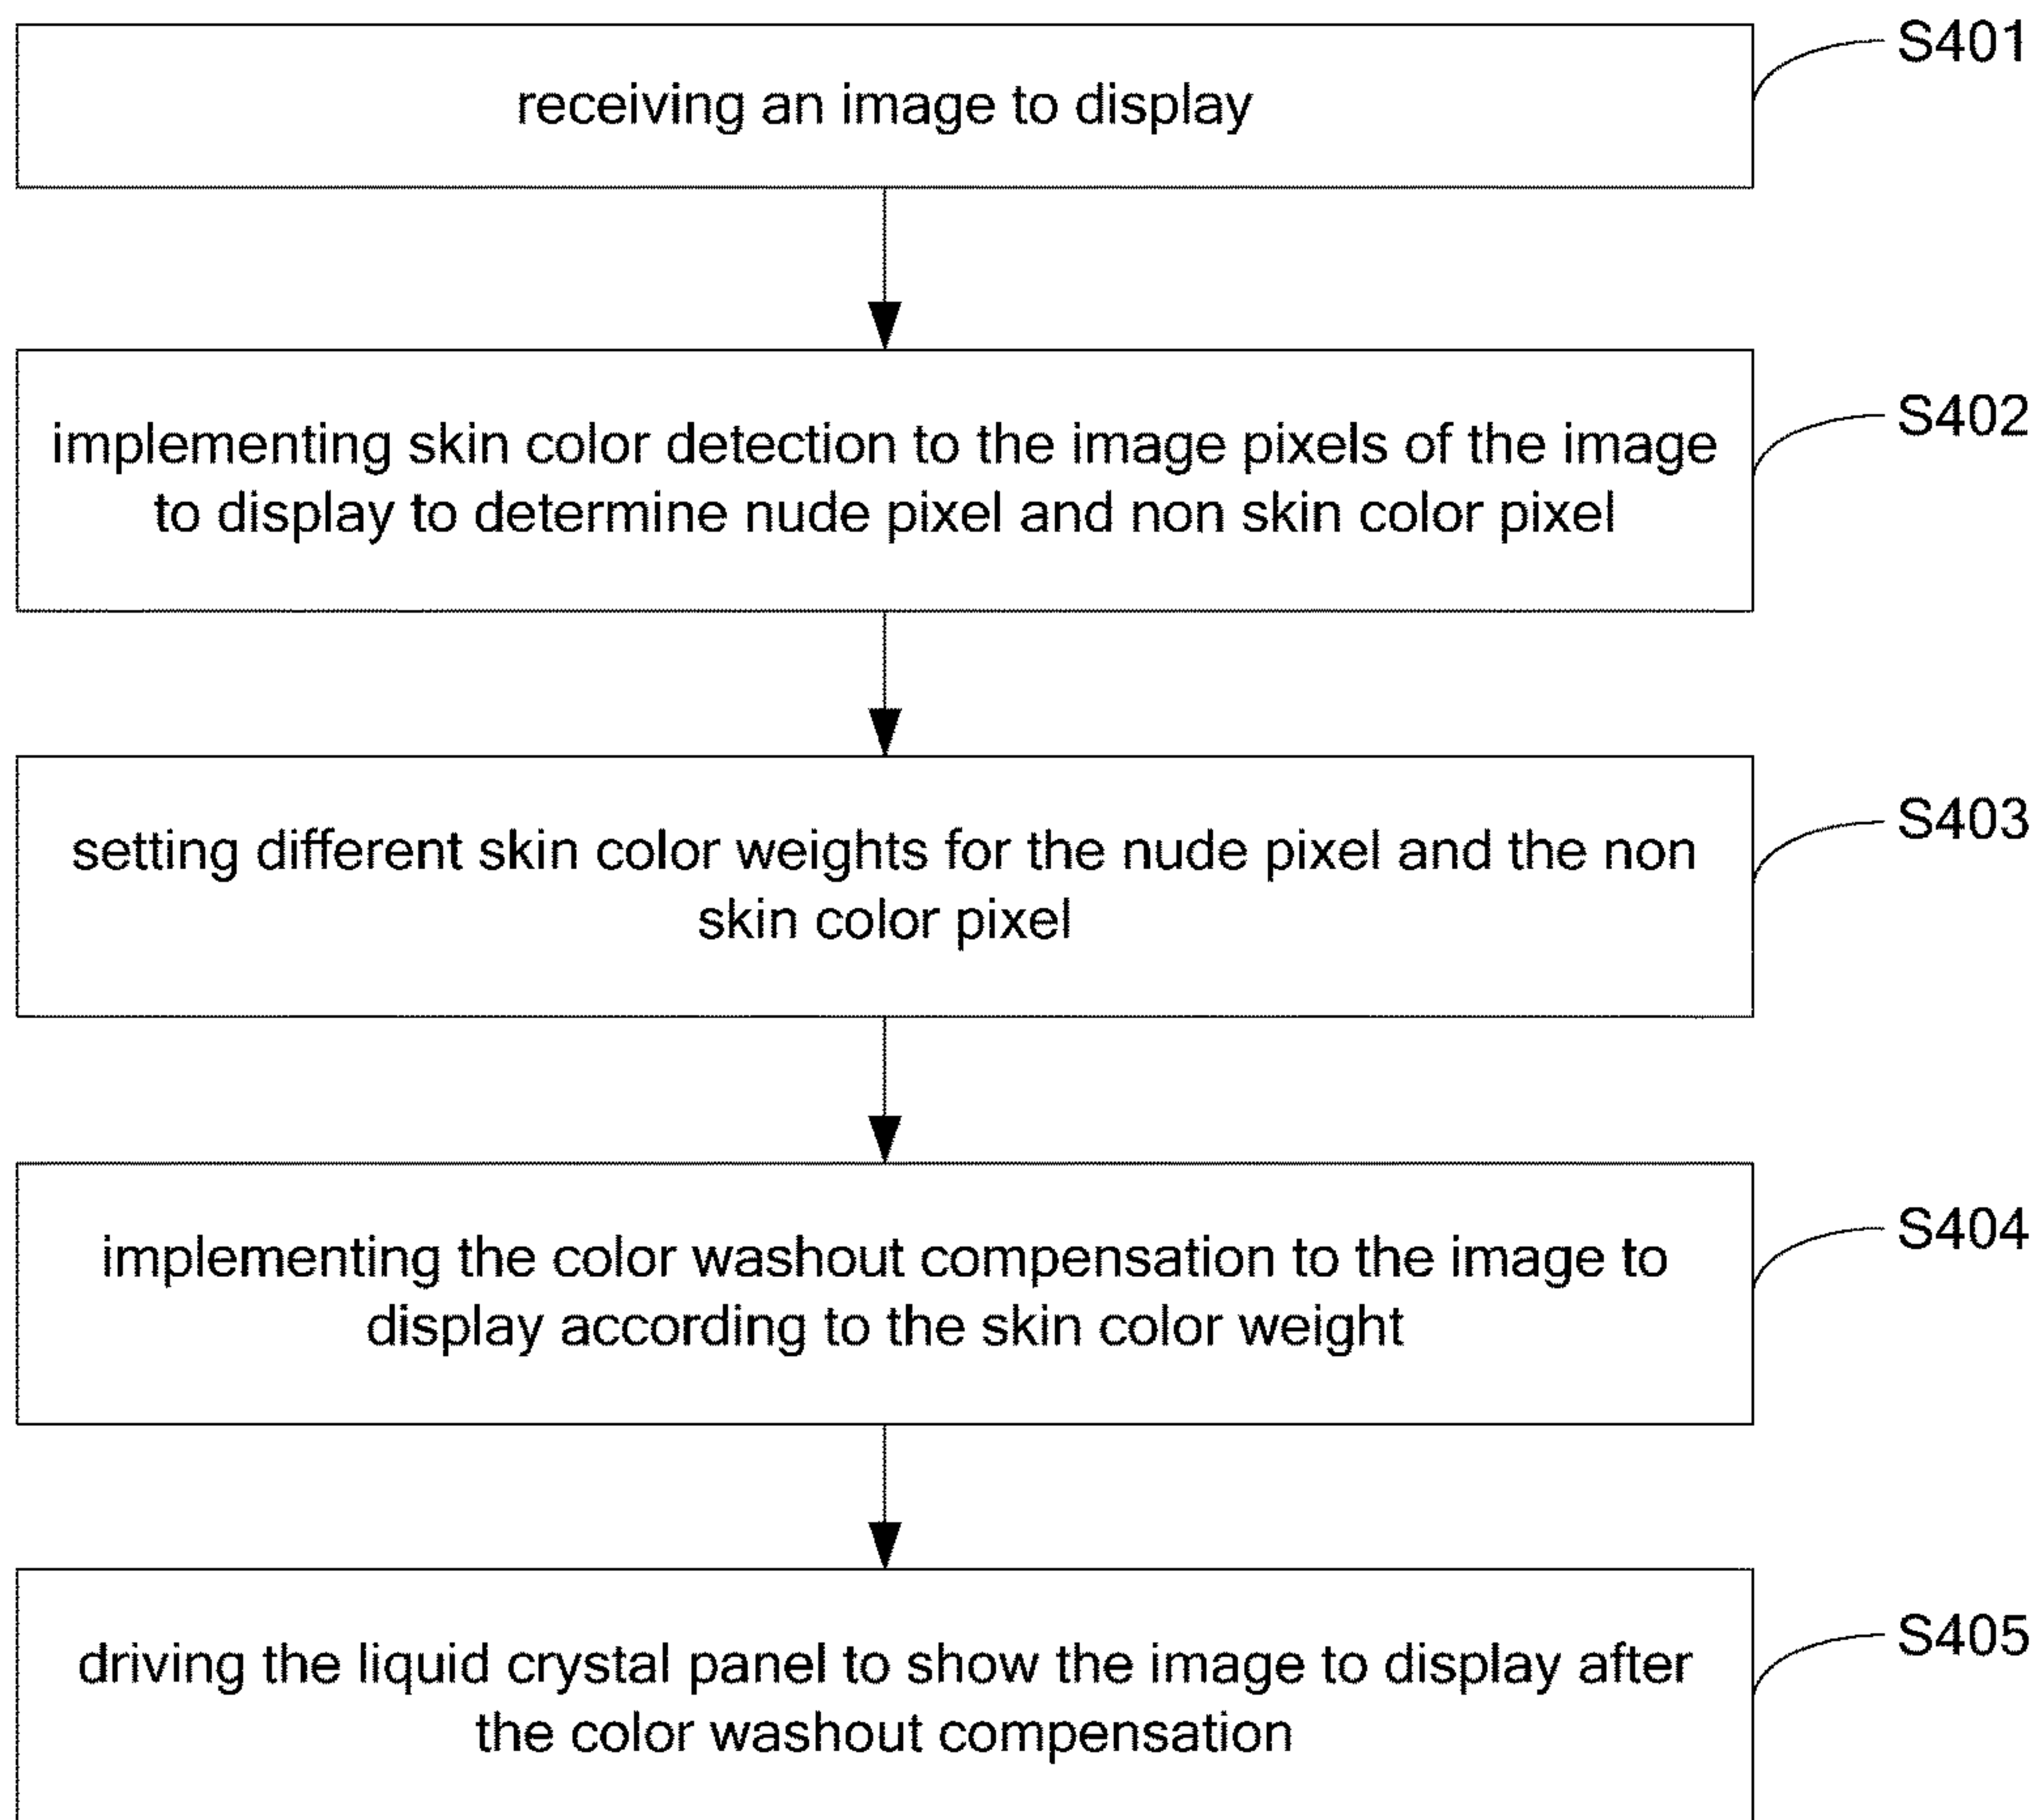 S401
receiving an image to display
S402
implementing skin color detection to the image pixels of the image
to display to determine nude pixel and non skin color pixel
S403
setting different skin color weights for the nude pixel and the non
skin color pixel
S404
implementing the color washout compensation to the image to
display according to the skin color weight
S405
driving the liquid crystal panel to show the image to display after
the color washout compensation